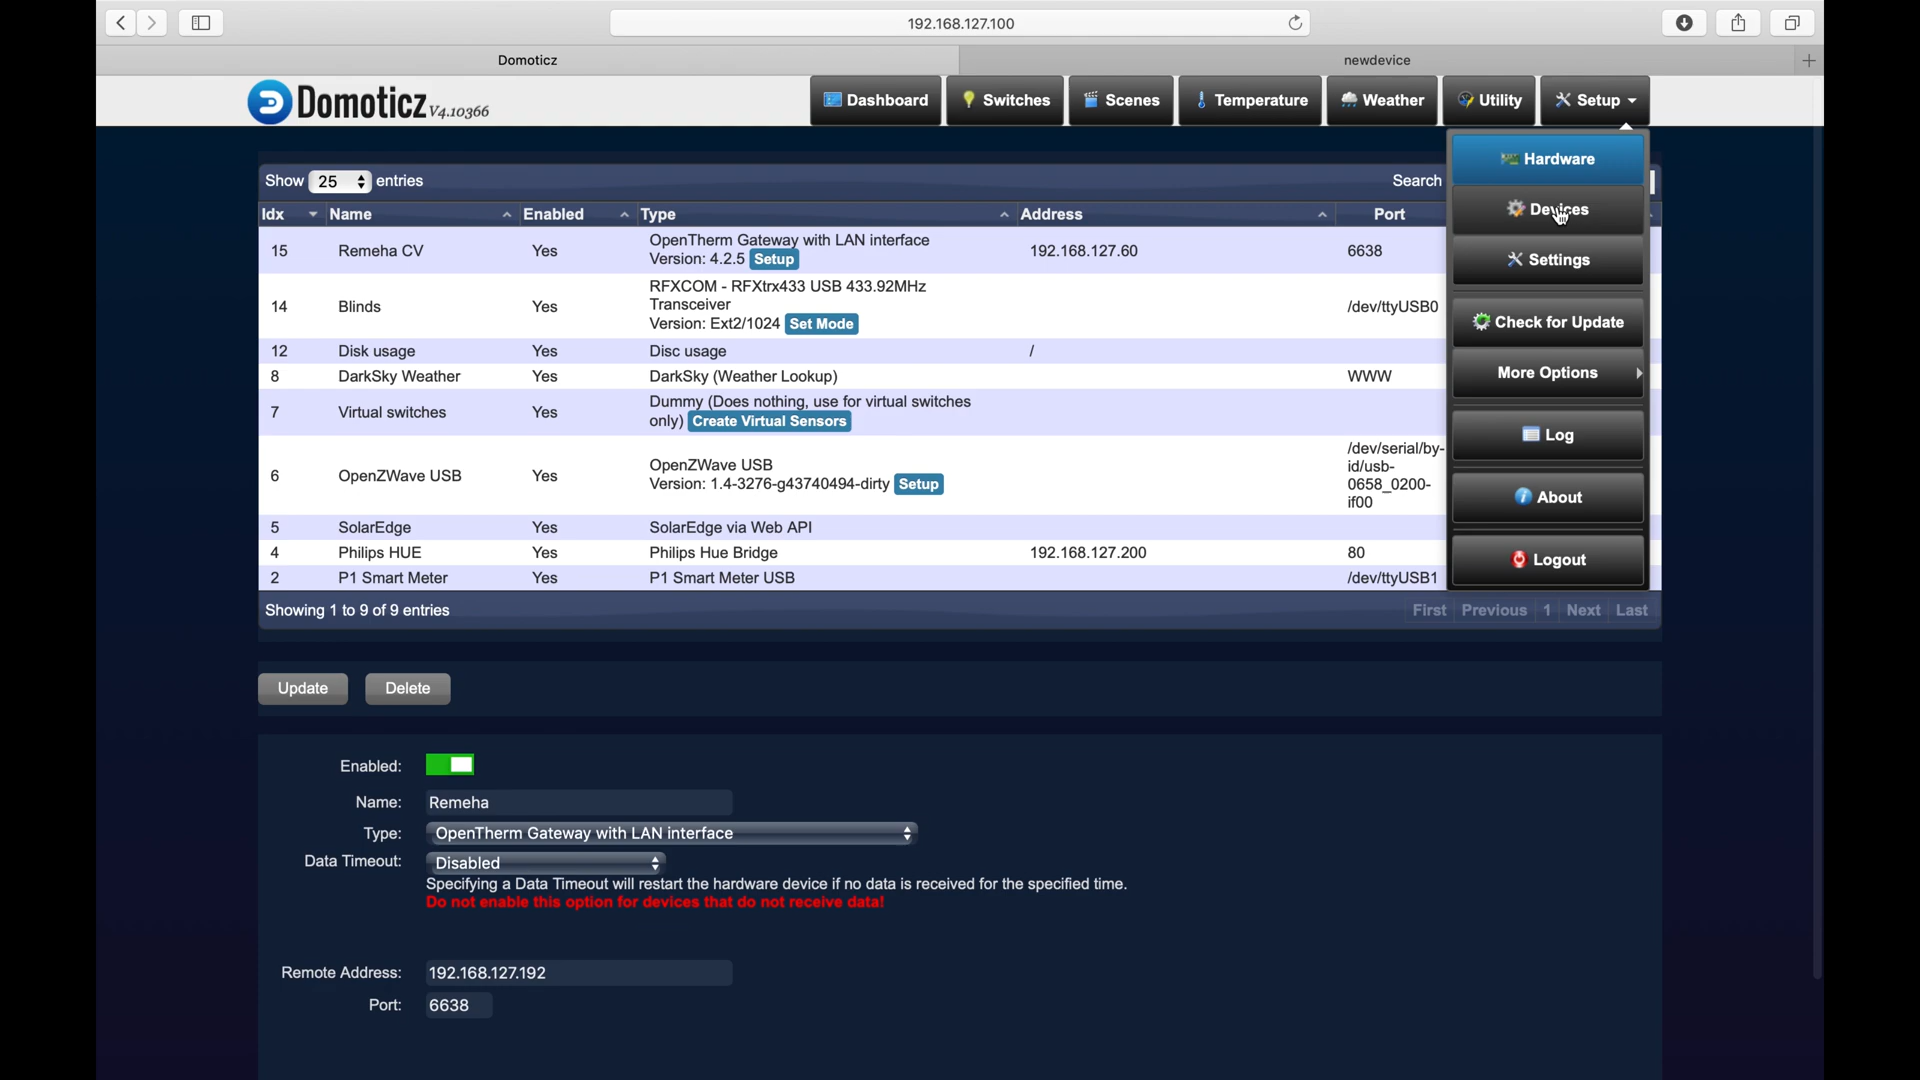 192.168.127.100
Domoticz
newdevice
Domoticz V4.10366
Dashboard
Switches
Scenes
Temperature
Weather
Utility
Setup
Hardware
Devices
Settings
Check for Update
More Options
Log
About
Logout
Show 25 entries
Search
Idx Name Enabled Type Address Port
15 Remeha CV Yes OpenTherm Gateway with LAN interface 192.168.127.60 6638
Version: 4.2.5 Setup
14 Blinds Yes RFXCOM - RFXtrx433 USB 433.92MHz /dev/ttyUSB0
Transceiver
Version: Ext2/1024 Set Mode
12 Disk usage Yes Disc usage /
8 DarkSky Weather Yes DarkSky (Weather Lookup) WWW
7 Virtual switches Yes Dummy (Does nothing, use for virtual switches
only) Create Virtual Sensors
6 OpenZWave USB Yes OpenZWave USB
Version: 1.4-3276-g43740494-dirty Setup
/dev/serial/by-
id/usb-
0658_0200-
if00
5 SolarEdge Yes SolarEdge via Web API
4 Philips HUE Yes Philips Hue Bridge 192.168.127.200 80
2 P1 Smart Meter Yes P1 Smart Meter USB /dev/ttyUSB1
Showing 1 to 9 of 9 entries
First Previous 1 Next Last
Update
Delete
Enabled:
Name: Remeha
Type: OpenTherm Gateway with LAN interface
Data Timeout: Disabled
Specifying a Data Timeout will restart the hardware device if no data is received for the specified time.
Do not enable this option for devices that do not receive data!
Remote Address: 192.168.127.192
Port: 6638